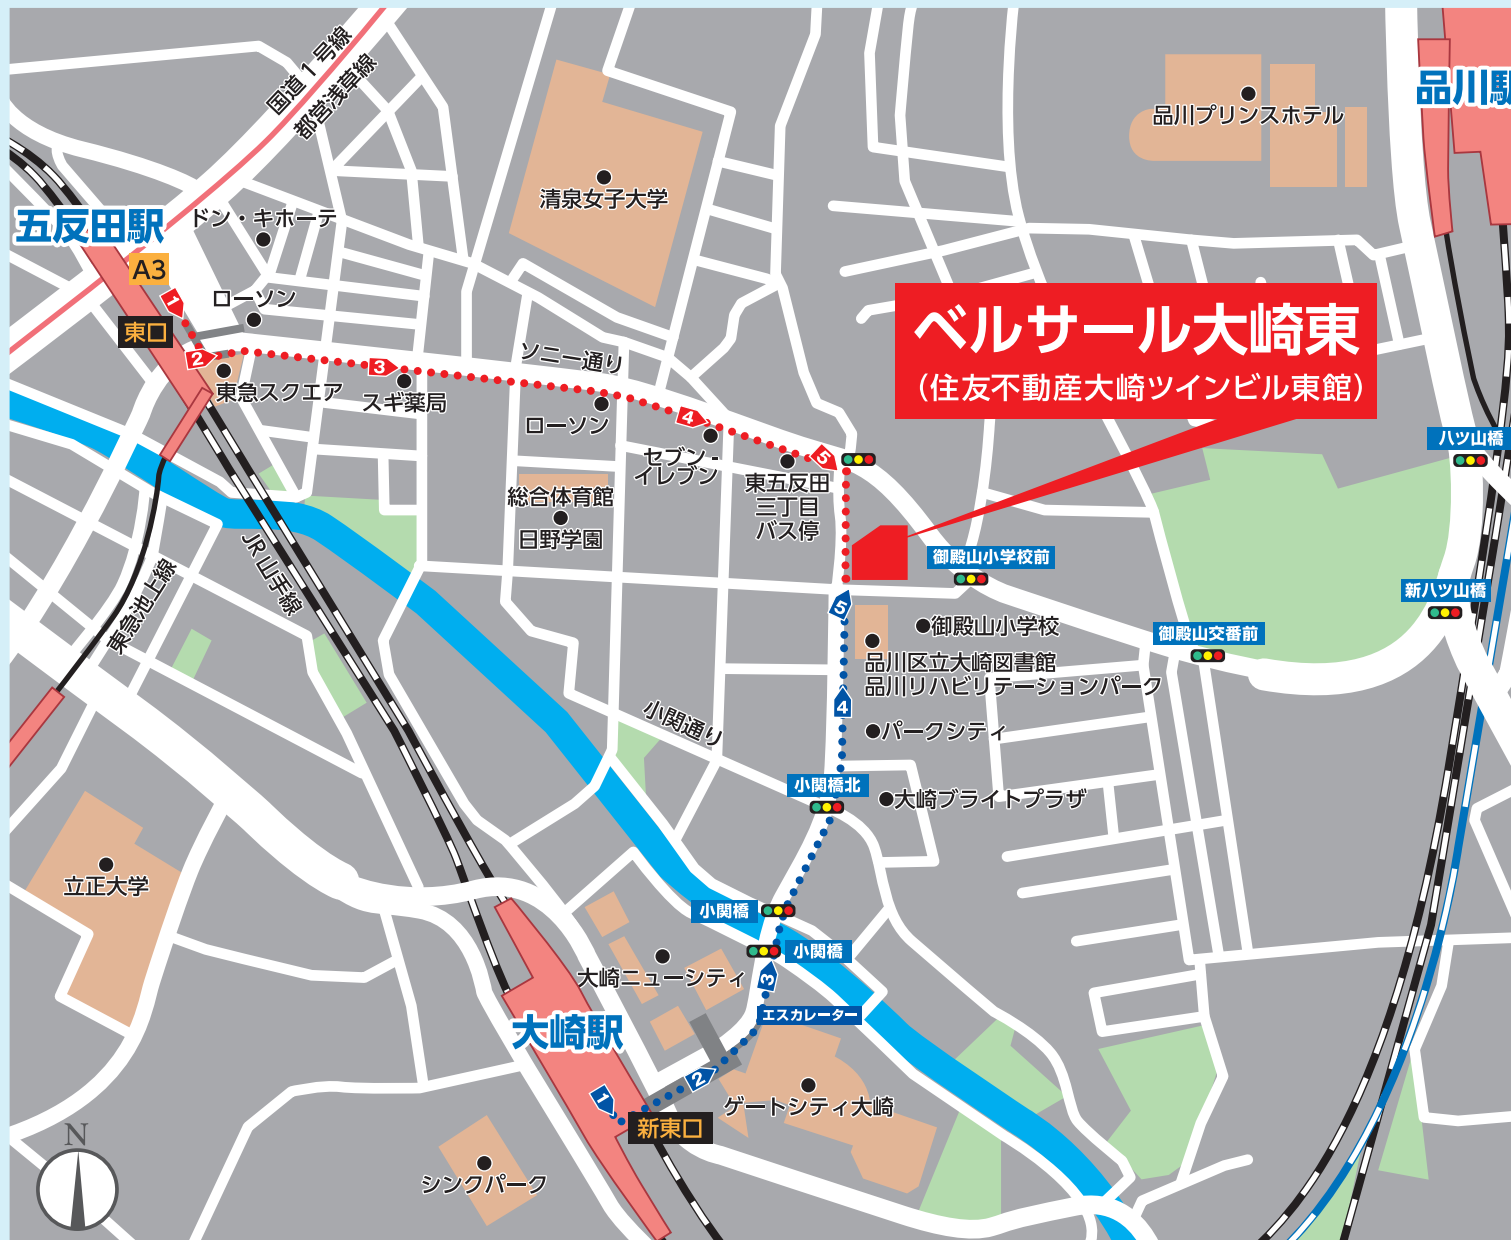 国道1号線
都営浅草線
品川駅
品川プリンスホテル
清泉女子大学
五反田駅
ドン・キホーテ
A3
1
ローソン
東口
2
東急スクエア
3
スギ薬局
ソニー通り
ローソン
4
セブン-
イレブン
5
東五反田
三丁目
バス停
ベルサール大崎東
（住友不動産大崎ツインビル東館）
八ツ山橋
総合体育館
日野学園
御殿山小学校前
新八ツ山橋
JR山手線
東急池上線
5
御殿山小学校
御殿山交番前
品川区立大崎図書館
品川リハビリテーションパーク
4
小関通り
パークシティ
小関橋北
大崎ブライトプラザ
立正大学
小関橋
小関橋
大崎ニューシティ
3
エスカレーター
大崎駅
2
1
ゲートシティ大崎
新東口
シンクパーク
N